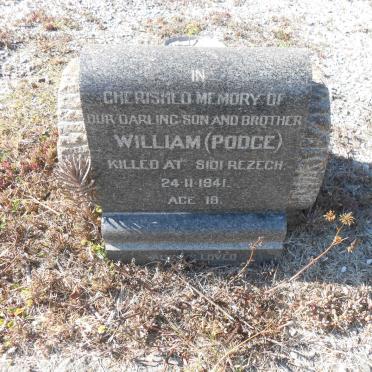 IN
CHERISHED MEMORY OF
OUR DARLING SON AND BROTHER
WILLIAM (PODGE)
KILLED AT SIDI REZECH
24·11·1941.
AGE 18.
LOVED